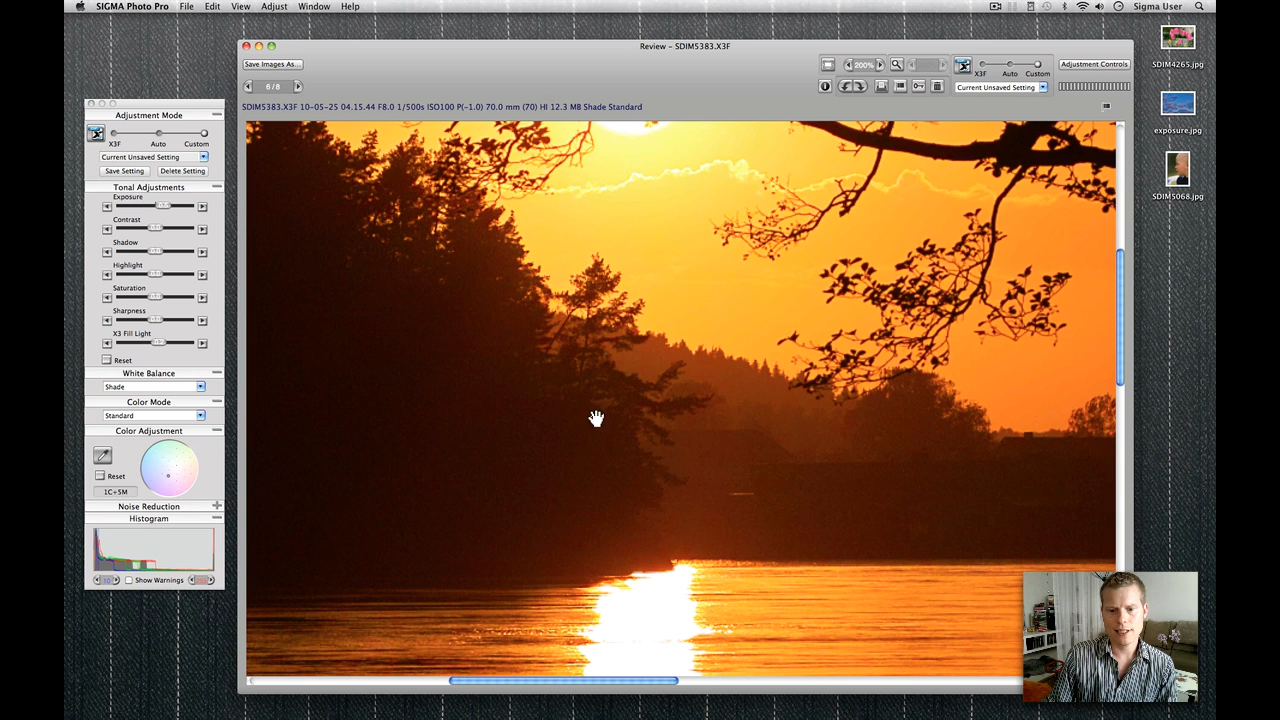 SIGMA Photo Pro File Edit View Adjust Window Help Sigma User
Review - SDIM5383.X3F
Save Images As...
200%
X3F Auto Custom
Adjustment Controls
6/8
Current Unsaved Setting
SDIM5383.X3F 10-05-25 04.15.44 F8.0 1/500s ISO100 P(-1.0) 70.0 mm (70) HI 12.3 MB Shade Standard
Adjustment Mode
X3F Auto Custom
Current Unsaved Setting
Save Setting Delete Setting
Tonal Adjustments
Exposure
Contrast
Shadow
Highlight
Saturation
Sharpness
X3 Fill Light
Reset
White Balance
Shade
Color Mode
Standard
Color Adjustment
Reset
1C+5M
Noise Reduction
Histogram
Show Warnings
SDIM4265.jpg
exposure.jpg
SDIM5068.jpg